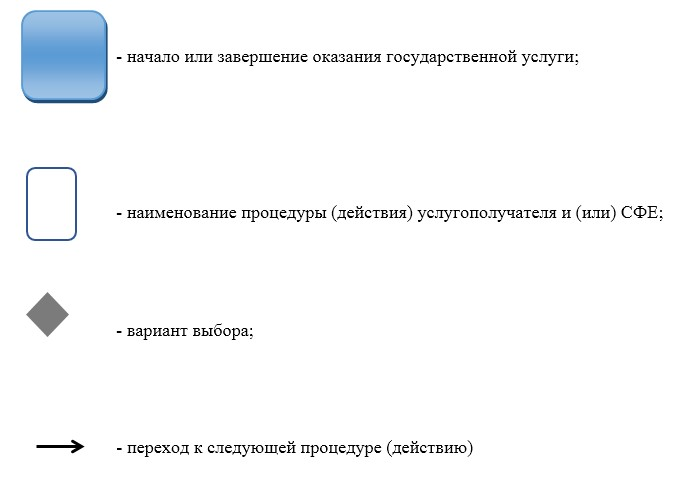 - начало или завершение оказания государственной услуги;
- наименование процедуры (действия) услугополучателя и (или) СФЕ;
- вариант выбора;
- переход к следующей процедуре (действию)